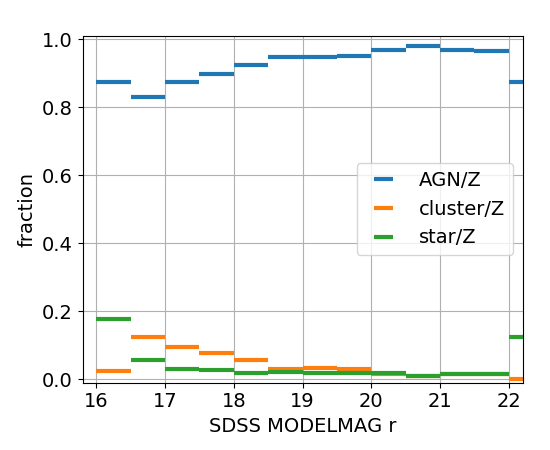 1.0
0.8
0.6
0.4
0.2
0.0
fraction
AGN/Z
cluster/Z
star/Z
16 17 18 19 20 21 22
SDSS MODELMAG r